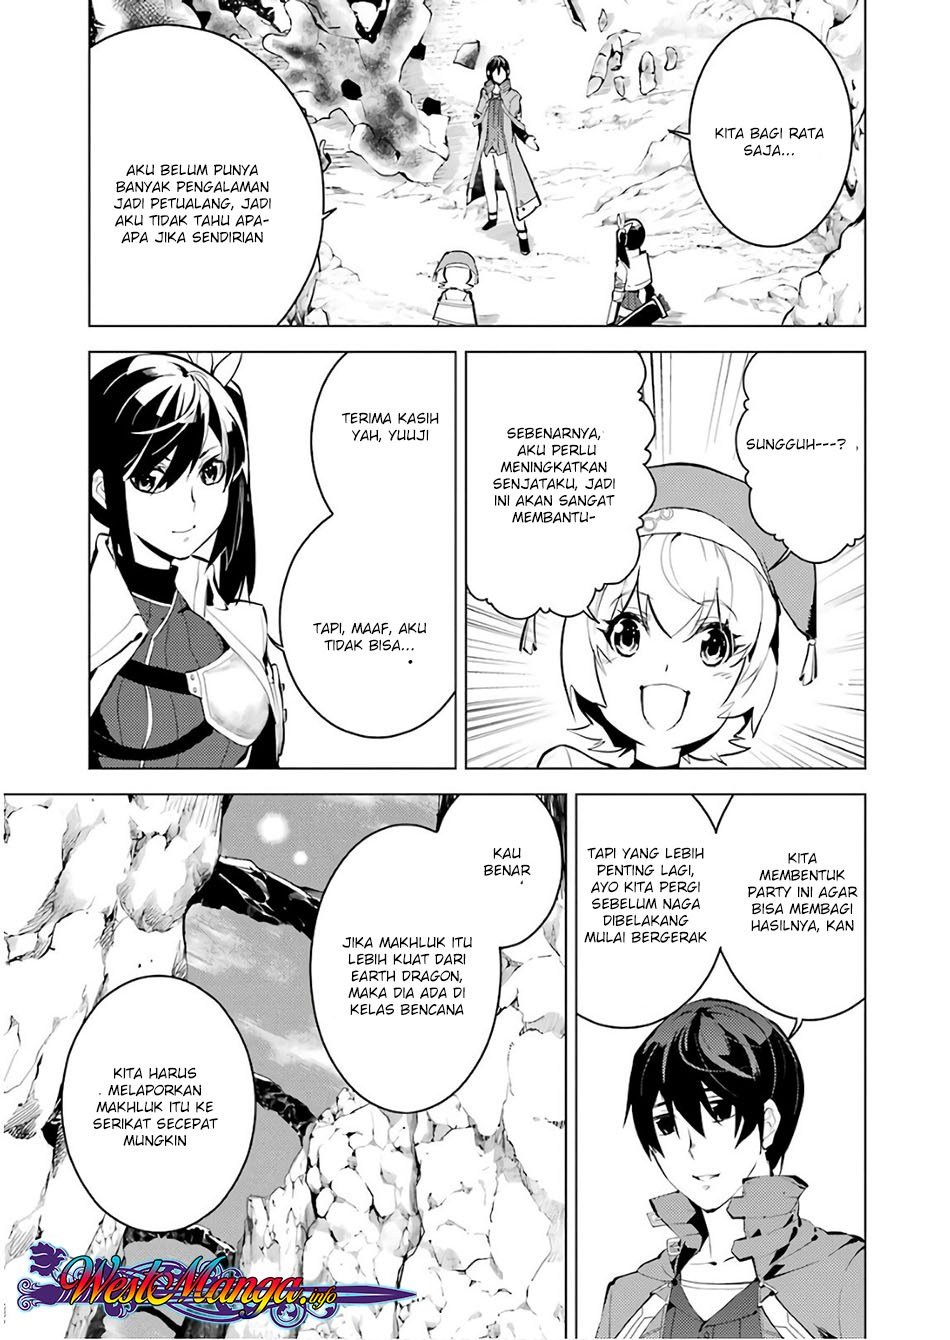 KITA BAGI RATA
SAJA...
AKU BELUM PUNYA
BANYAK PENGALAMAN
JADI PETUALANG, JADI
AKU TIDAK TAHU APA-
APA JIKA SENDIRIAN
SUNGGUH---?
SEBENARNYA,
AKU PERLU
MENINGKATKAN
SENJATAKU, JADI
INI AKAN SANGAT
MEMBANTU-
TERIMA KASIH
YAH, YUUJI
TAPI, MAAF, AKU
TIDAK BISA...
KITA
MEMBENTUK
PARTY INI AGAR
BISA MEMBAGI
HASILNYA, KAN
TAPI YANG LEBIH
PENTING LAGI,
AYO KITA PERGI
SEBELUM NAGA
DIBELAKANG
MULAI BERGERAK
KAU
BENAR
JIKA MAKHLUK ITU
LEBIH KUAT DARI
EARTH DRAGON,
MAKA DIA ADA DI
KELAS BENCANA
KITA HARUS
MELAPORKAN
MAKHLUK ITU KE
SERIKAT SECEPAT
MUNGKIN
WestManga.info